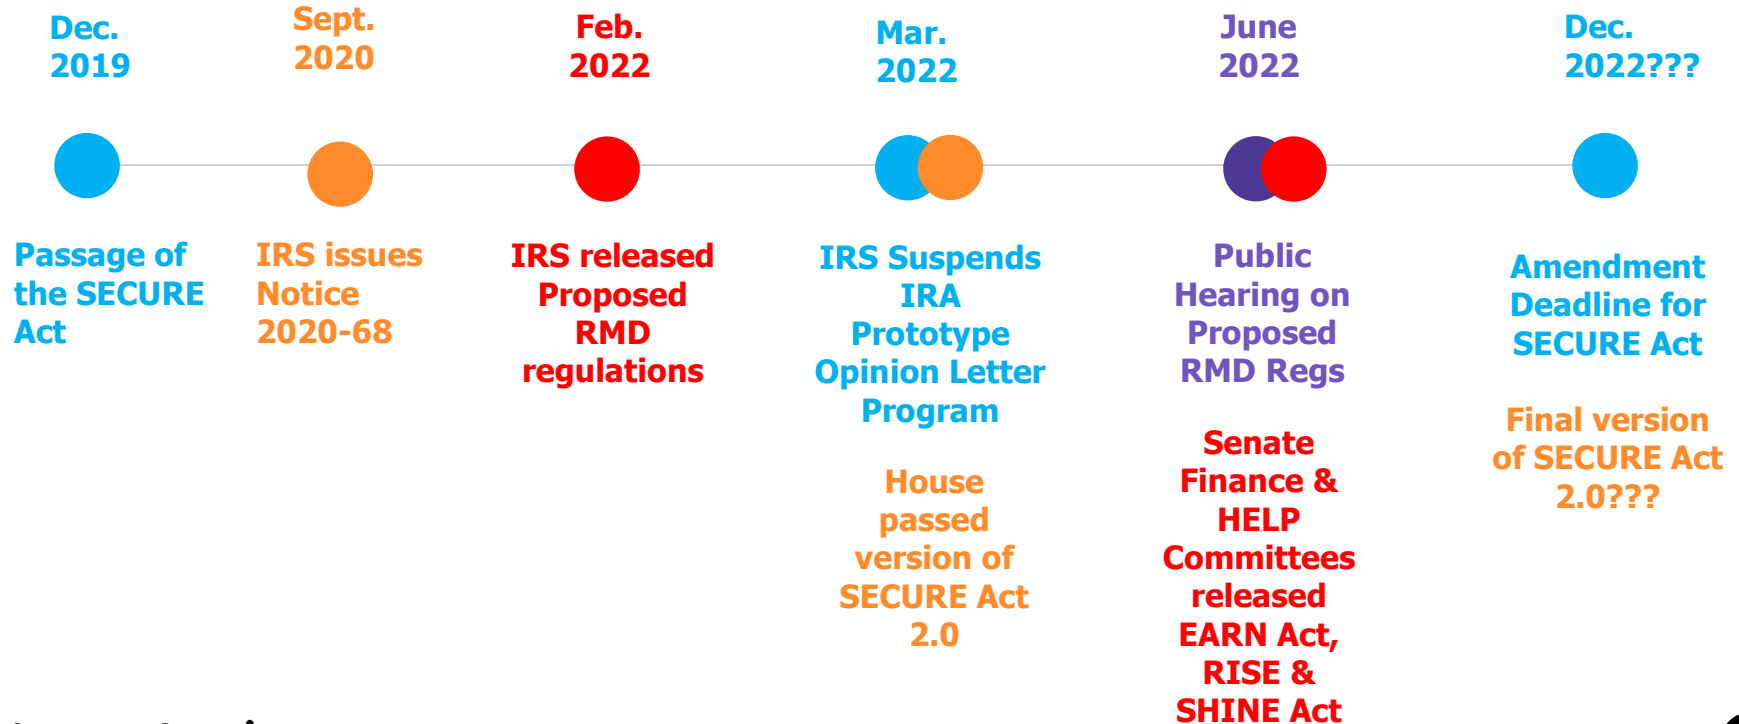 Dec.
2019
Sept.
2020
Feb.
2022
Mar.
2022
June
2022
Dec.
2022???
Passage of
the SECURE
Act
IRS issues
Notice
2020-68
IRS released
Proposed
RMD
regulations
IRS Suspends
IRA
Prototype
Opinion Letter
Program
House
passed
version of
SECURE Act
2.0
Public
Hearing on
Proposed
RMD Regs
Senate
Finance &
HELP
Committees
released
EARN Act,
RISE &
SHINE Act
Amendment
Deadline for
SECURE Act
Final version
of SECURE Act
2.0???